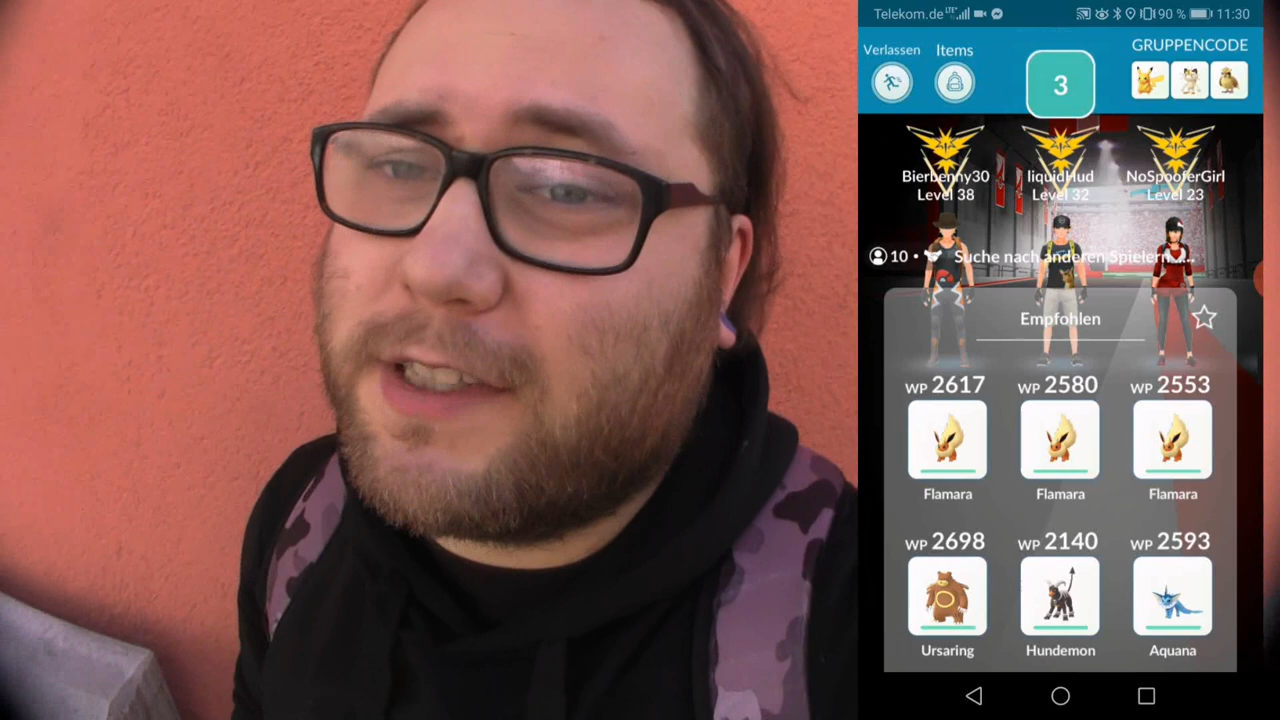 Telekom.de LTE 90 % 11:30
Verlassen Items GRUPPENCODE
3
Bierbenny30 liquidHud NoSpooferGirl
Level 38 Level 32 Level 23
10 • Suche nach anderen Spielern.....
Empfohlen
WP 2617 WP 2580 WP 2553
Flamara Flamara Flamara
WP 2698 WP 2140 WP 2593
Ursaring Hundemon Aquana